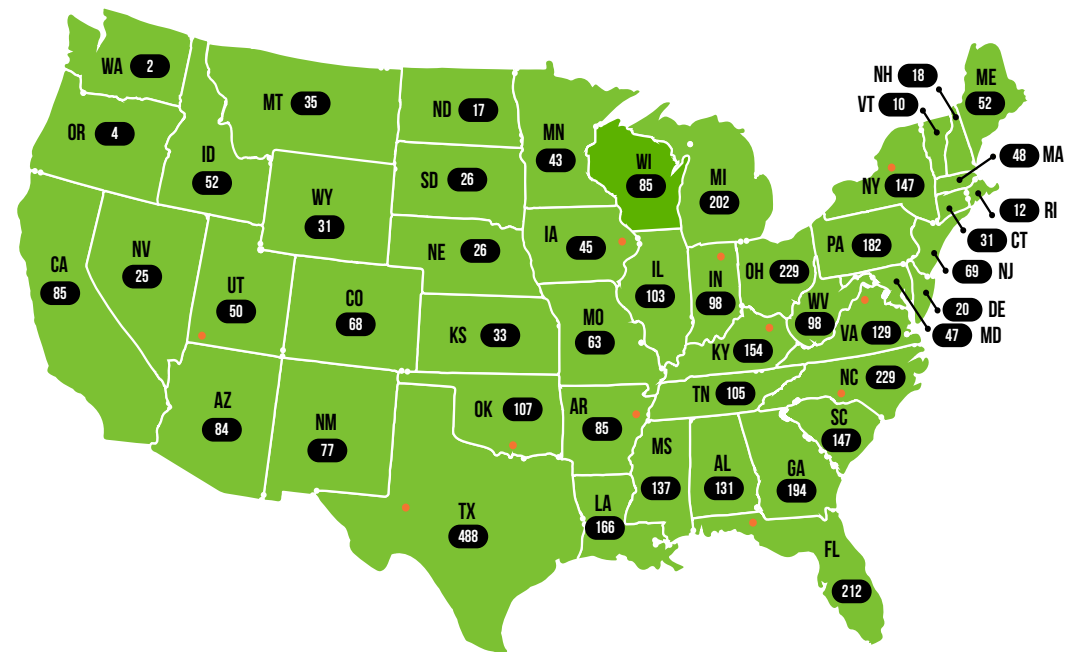 WA 2
OR 4
CA 85
NV 25
ID 52
MT 35
WY 31
UT 50
AZ 84
CO 68
NM 77
ND 17
SD 26
NE 26
KS 33
OK 107
TX 488
MN 43
IA 45
MO 63
AR 85
LA 166
WI 85
IL 103
MI 202
IN 98
OH 229
KY 154
TN 105
MS 137
AL 131
GA 194
FL 212
SC 147
NC 229
VA 129
WV 98
PA 182
NY 147
VT 10
NH 18
ME 52
48 MA
12 RI
31 CT
69 NJ
20 DE
47 MD